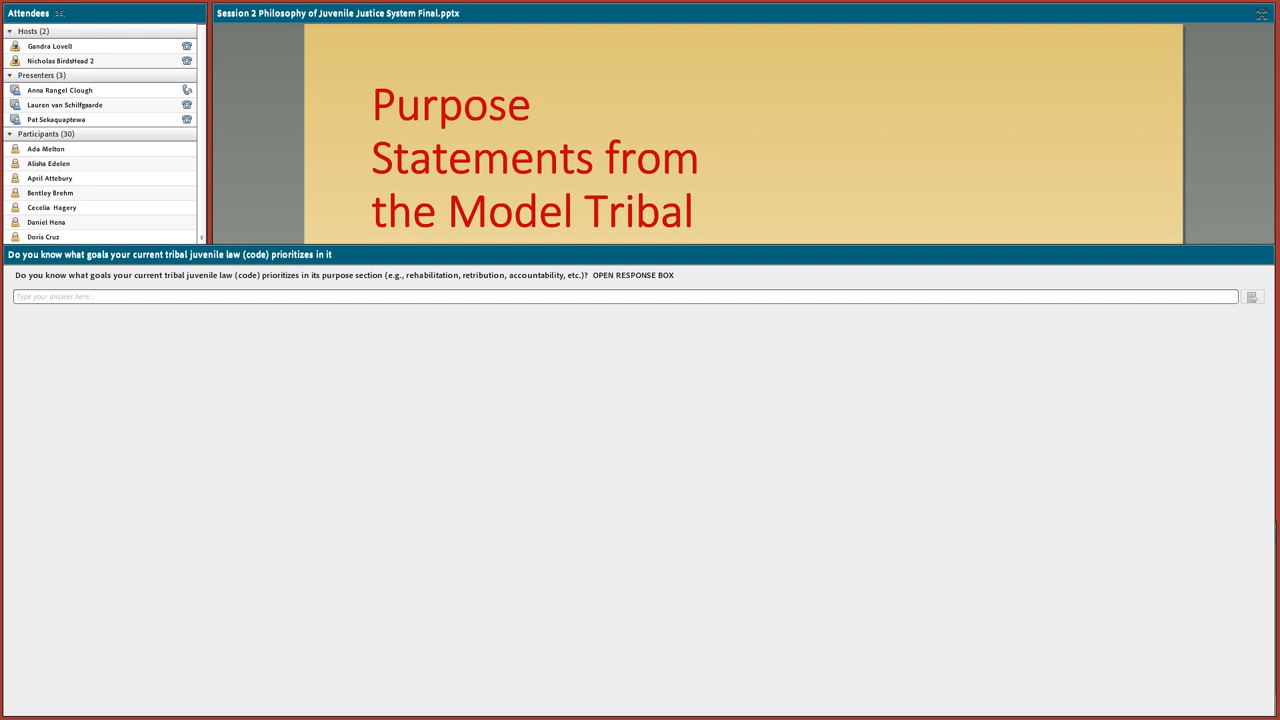 Attendees (35)
Hosts (2)
Gandra Lovell
Nicholas BirdsHead 2
Presenters (3)
Anna Rangel Clough
Lauren van Schilfgaarde
Pat Sekaquaptewa
Participants (30)
Ada Melton
Alisha Edelen
April Attebury
Bentley Brehm
Cecelia Hagery
Daniel Hena
Doris Cruz
Session 2 Philosophy of Juvenile Justice System Final.pptx
Purpose
Statements from
the Model Tribal
Do you know what goals your current tribal juvenile law (code) prioritizes in it
Do you know what goals your current tribal juvenile law (code) prioritizes in its purpose section (e.g., rehabilitation, retribution, accountability, etc.)? OPEN RESPONSE BOX
Type your answer here...